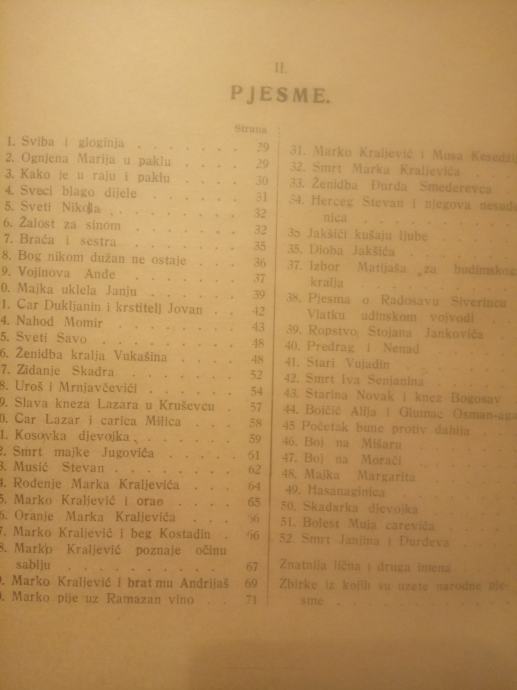 II.
PJESME.
Strana
1. Sviba i gloginja . . . . . . . 29
2. Ognjena Marija u paklu . . . . . 29
3. Kako je u raju i paklu . . . . . 30
4. Sveci blago dijele . . . . . . 31
5. Sveti Nikola . . . . . . . . 32
6. Žalost za sinom . . . . . . . 32
7. Braća i sestra . . . . . . . 35
8. Bog nikom dužan ne ostaje . . . . 36
9. Vojinova Anđe . . . . . . . 37
0. Majka uklela Janju . . . . . . 39
1. Car Dukljanin i krstitelj Jovan . . . 42
4. Nahod Momir . . . . . . . 43
5. Sveti Savo . . . . . . . . 48
6. Ženidba kralja Vukašina . . . . . 48
7. Zidanje Skadra . . . . . . . 52
8. Uroš i Mrnjavčevići . . . . . . 54
9. Slava kneza Lazara u Kruševcu . . 57
0. Car Lazar i carica Milica . . . . 58
1. Kosovka djevojka . . . . . . . 59
2. Smrt majke Jugovića . . . . . . 61
3. Musić Stevan . . . . . . . . 62
4. Rođenje Marka Kraljevića . . . . 64
5. Marko Kraljević i orao . . . . . 65
6. Oranje Marka Kraljevića . . . . 66
7. Marko Kraljević i beg Kostadin . . 66
8. Marko Kraljević poznaje očinu
sablju . . . . . . . . . . 67
9. Marko Kraljević i brat mu Andrijaš 69
0. Marko pije uz Ramazan vino . . 71
31. Marko Kraljević i Musa Kesedži
32. Smrt Marka Kraljevića . . .
33. Ženidba Đurđa Smederevca
34. Herceg Stevan i njegova
nica . . . . . . . .
35 Jakšići kušaju ljube
35. Dioba Jakšića . . . .
37. Izbor Matijaša za budimskog
kralja
38. Pjesma o Radosavu Siverincu
Vlatku udinskom vojvodi . .
39. Ropstvo Stojana Jankovića
40. Predrag i Nenad . . . .
41. Stari Vujadin . . . . .
42. Smrt Iva Senjanina . . .
43. Starina Novak i knez Bogosav
44. Boičić Alija i Glumac Osman-aga
45 Početak bune protiv dahija
46. Boj na Mišaru . . . .
47. Boj na Morači . . . .
48. Majka Margarita . . .
49. Hasanaginica . . . .
50. Skadarka djevojka . . .
51. Bolest Muja carevića . .
52. Smrt Janjina i Đurđeva . .
Znatnija lična i druga imena .
Zbirke iz kojih su uzete narodne pje-
sme . . . . . . . .